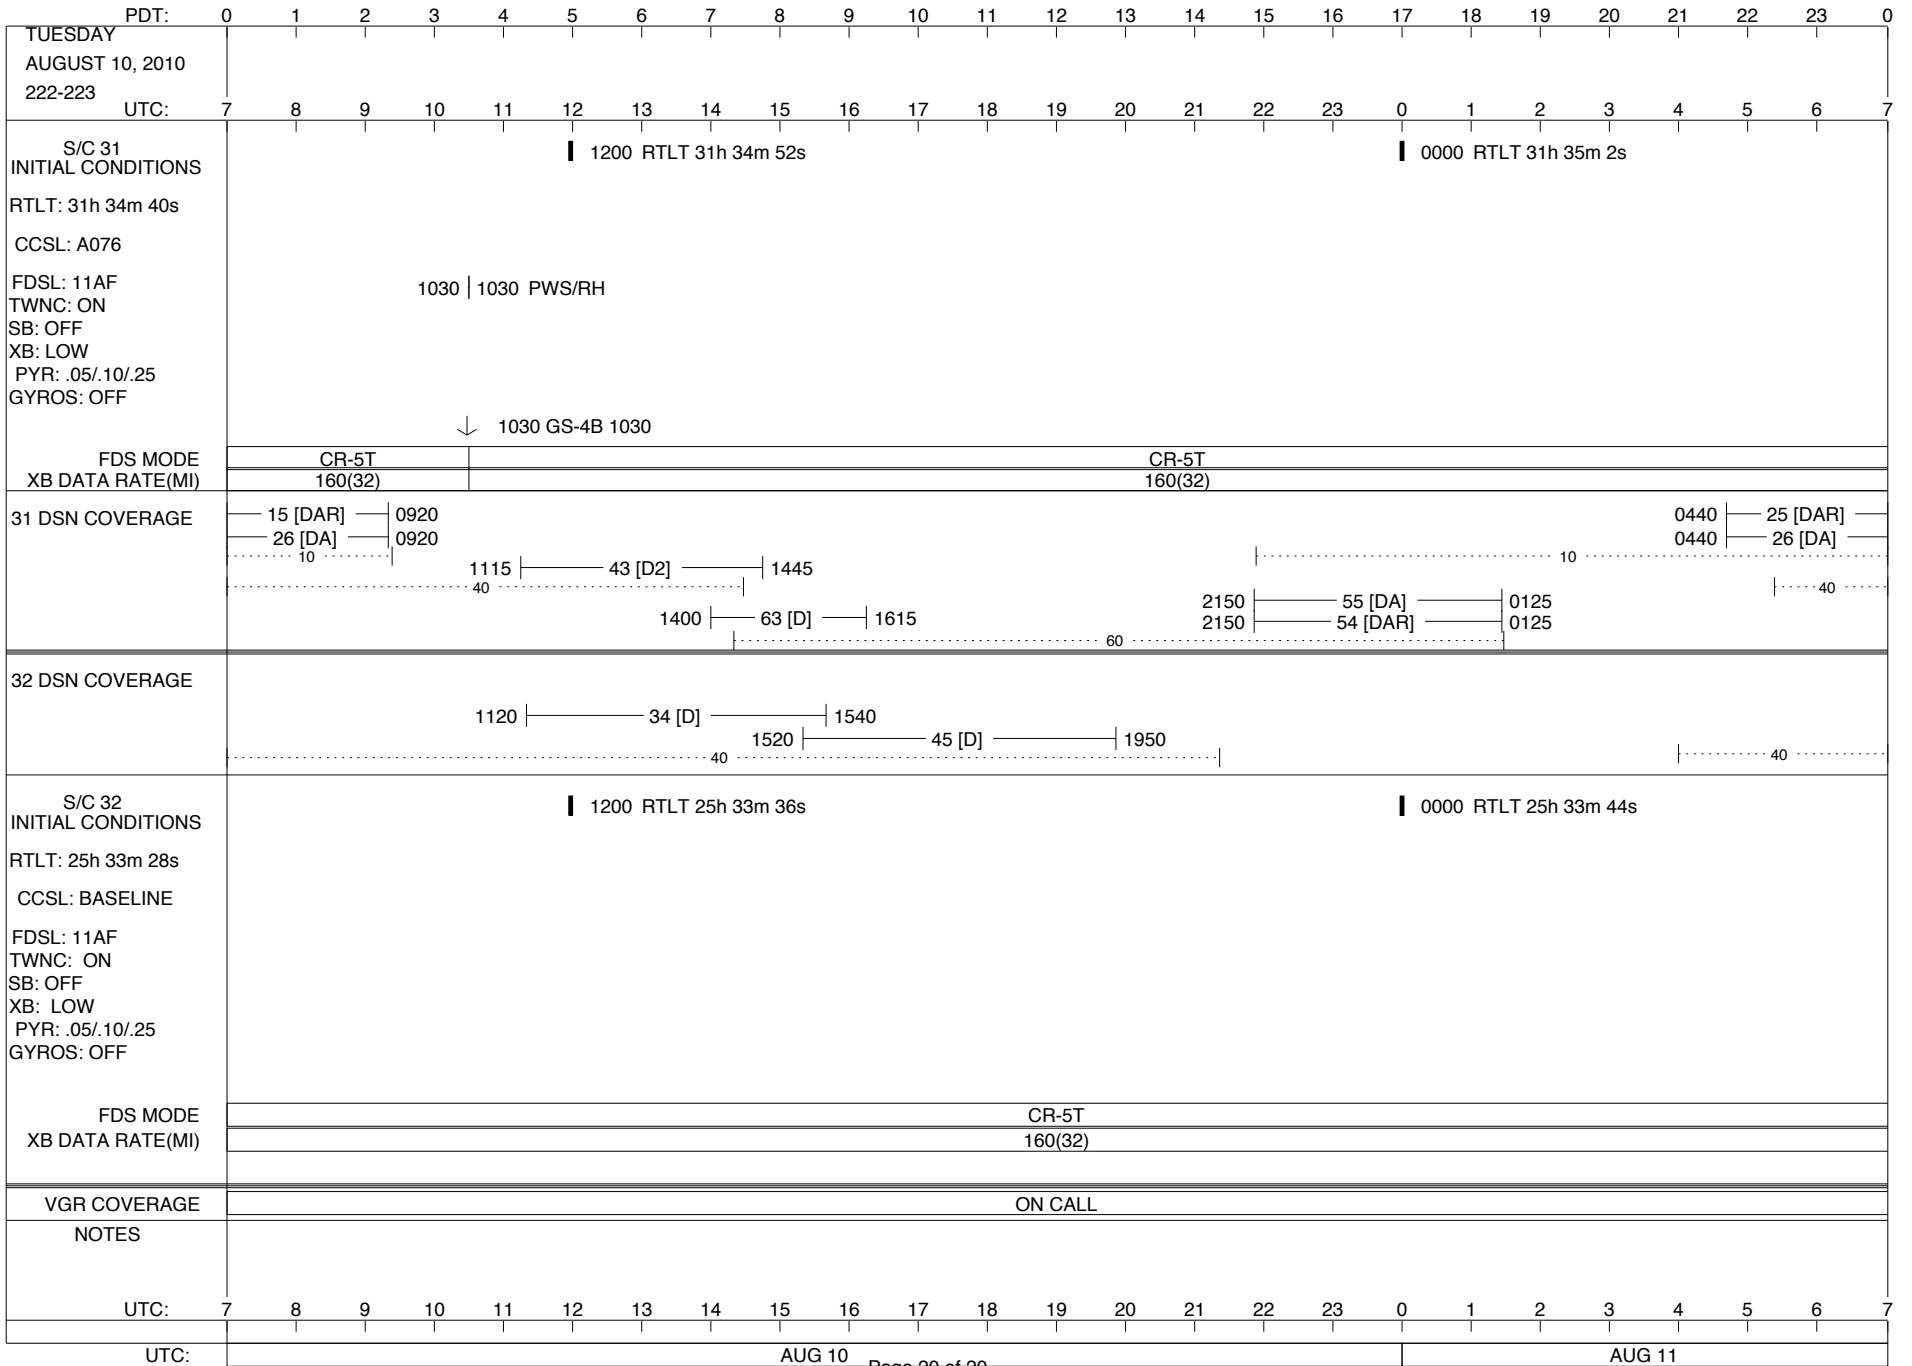 PDT: 0 1 2 3 4 5 6 7 8 9 10 11 12 13 14 15 16 17 18 19 20 21 22 23 0
TUESDAY
AUGUST 10, 2010
222-223
UTC: 7 8 9 10 11 12 13 14 15 16 17 18 19 20 21 22 23 0 1 2 3 4 5 6 7
S/C 31
INITIAL CONDITIONS
1200 RTLT 31h 34m 52s
0000 RTLT 31h 35m 2s
RTLT: 31h 34m 40s
CCSL: A076
FDSL: 11AF
1030 1030 PWS/RH
TWNC: ON
SB: OFF
XB: LOW
PYR: .05/.10/.25
GYROS: OFF
1030 GS-4B 1030
FDS MODE CR-5T CR-5T
XB DATA RATE(MI) 160(32) 160(32)
31 DSN COVERAGE
15 [DAR] 0920 0440 25 [DAR]
26 [DA] 0920 0440 26 [DA]
10 10
1115 43 [D2] 1445
40 40
2150 55 [DA] 0125
1400 63 [D] 1615 2150 54 [DAR] 0125
60
32 DSN COVERAGE
1120 34 [D] 1540
1520 45 [D] 1950
40 40
S/C 32
INITIAL CONDITIONS
1200 RTLT 25h 33m 36s
0000 RTLT 25h 33m 44s
RTLT: 25h 33m 28s
CCSL: BASELINE
FDSL: 11AF
TWNC: ON
SB: OFF
XB: LOW
PYR: .05/.10/.25
GYROS: OFF
FDS MODE CR-5T
XB DATA RATE(MI) 160(32)
VGR COVERAGE ON CALL
NOTES
UTC: 7 8 9 10 11 12 13 14 15 16 17 18 19 20 21 22 23 0 1 2 3 4 5 6 7
UTC: AUG 10 AUG 11
Page 20 of 20